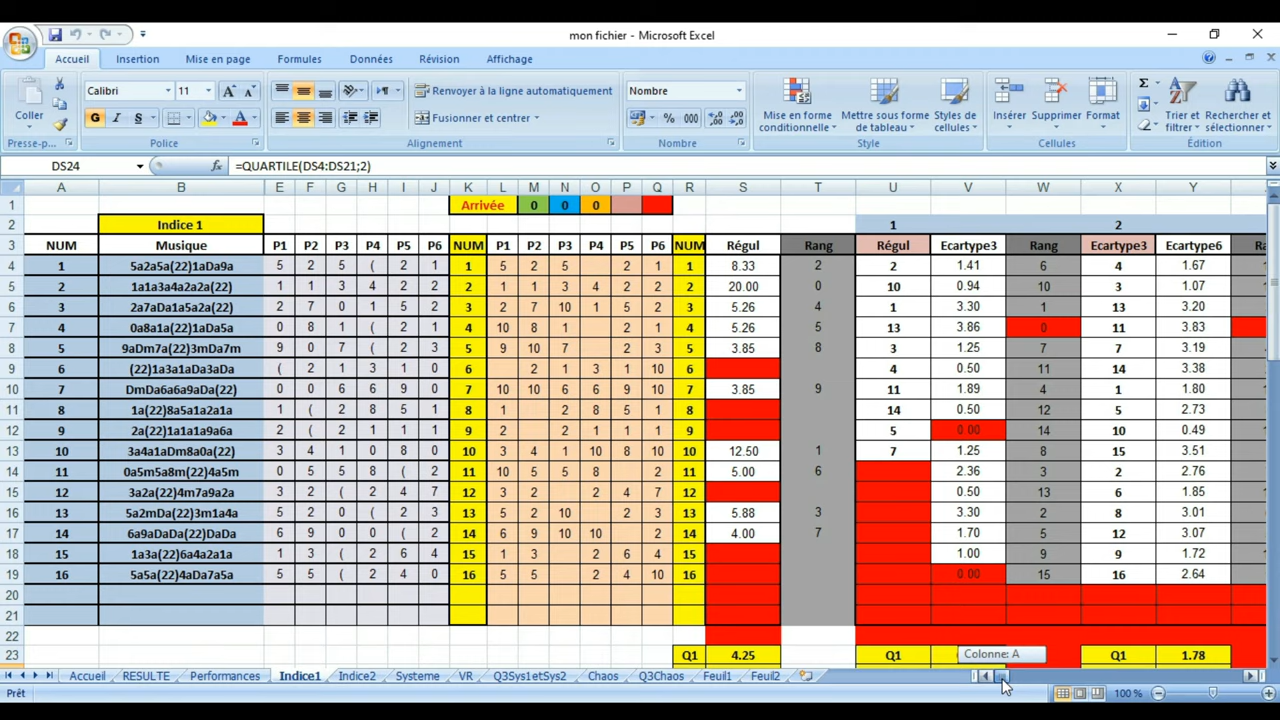 mon fichier - Microsoft Excel
Accueil Insertion Mise en page Formules Données Révision Affichage
Coller
Calibri 11
G I S A
Renvoyer à la ligne automatiquement
Fusionner et centrer
Nombre
% 000
Mise en forme conditionnelle
Mettre sous forme de tableau
Styles de cellules
Insérer Supprimer Format
Trier et filtrer
Rechercher et sélectionner
Presse-p... Police Alignement Nombre Style Cellules Édition
DS24 fx =QUARTILE(DS4:DS21;2)
A B E F G H I J K L M N O P Q R S T U V W X Y
1 Arrivée 0 0 0
2 Indice 1 1 2
3 NUM Musique P1 P2 P3 P4 P5 P6 NUM P1 P2 P3 P4 P5 P6 NUM Régul Rang Régul Ecartype3 Rang Ecartype3 Ecartype6
4 1 5a2a5a(22)1aDa9a 5 2 5 ( 2 1 1 5 2 5 2 1 1 8.33 2 2 1.41 6 4 1.67
5 2 1a1a3a4a2a2a(22) 1 1 3 4 2 2 2 1 1 3 4 2 2 2 20.00 0 10 0.94 10 3 1.07
6 3 2a7aDa1a5a2a(22) 2 7 0 1 5 2 3 2 7 10 1 5 2 3 5.26 4 1 3.30 1 13 3.20
7 4 0a8a1a(22)1aDa5a 0 8 1 ( 2 1 4 10 8 1 2 1 4 5.26 5 13 3.86 0 11 3.83
8 5 9aDm7a(22)3mDa7m 9 0 7 ( 2 3 5 9 10 7 2 3 5 3.85 8 3 1.25 7 7 3.19
9 6 (22)1a3a1aDa3aDa ( 2 1 3 1 0 6 2 1 3 1 10 6 4 0.50 11 14 3.38
10 7 DmDa6a6a9aDa(22) 0 0 6 6 9 0 7 10 10 6 6 9 10 7 3.85 9 11 1.89 4 1 1.80
11 8 1a(22)8a5a1a2a1a 1 ( 2 8 5 1 8 1 2 8 5 1 8 14 0.50 12 5 2.73
12 9 2a(22)1a1a1a9a6a 2 ( 2 1 1 1 9 2 2 1 1 1 9 5 0.00 14 10 0.49
13 10 3a4a1aDm8a0a(22) 3 4 1 0 8 0 10 3 4 1 10 8 10 10 12.50 1 7 1.25 8 15 3.51
14 11 0a5m5a8m(22)4a5m 0 5 5 8 ( 2 11 10 5 5 8 2 11 5.00 6 2.36 3 2 2.76
15 12 3a2a(22)4m7a9a2a 3 2 ( 2 4 7 12 3 2 2 4 7 12 0.50 13 6 1.85
16 13 5a2mDa(22)3m1a4a 5 2 0 ( 2 3 13 5 2 10 2 3 13 5.88 3 3.30 2 8 3.01
17 14 6a9aDaDa(22)DaDa 6 9 0 0 ( 2 14 6 9 10 10 2 14 4.00 7 1.70 5 12 3.07
18 15 1a3a(22)6a4a2a1a 1 3 ( 2 6 4 15 1 3 2 6 4 15 1.00 9 9 1.72
19 16 5a5a(22)4aDa7a5a 5 5 ( 2 4 0 16 5 5 2 4 10 16 0.00 15 16 2.64
20
21
22
23 Q1 4.25 Q1 Q1 1.78
Colonne: A
Accueil RESULTE Performances Indice1 Indice2 Systeme VR Q3Sys1etSys2 Chaos Q3Chaos Feuil1 Feuil2
Prêt 100 %